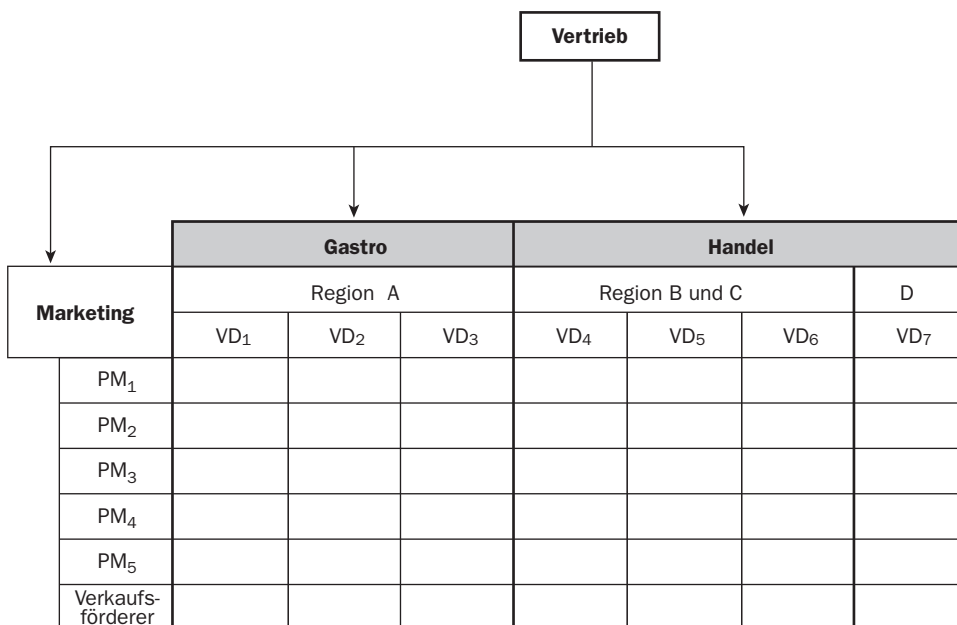 Vertrieb
Gastro Handel
Marketing
Region A Region B und C D
VD₁ VD₂ VD₃ VD₄ VD₅ VD₆ VD₇
PM₁
PM₂
PM₃
PM₄
PM₅
Verkaufs-
förderer